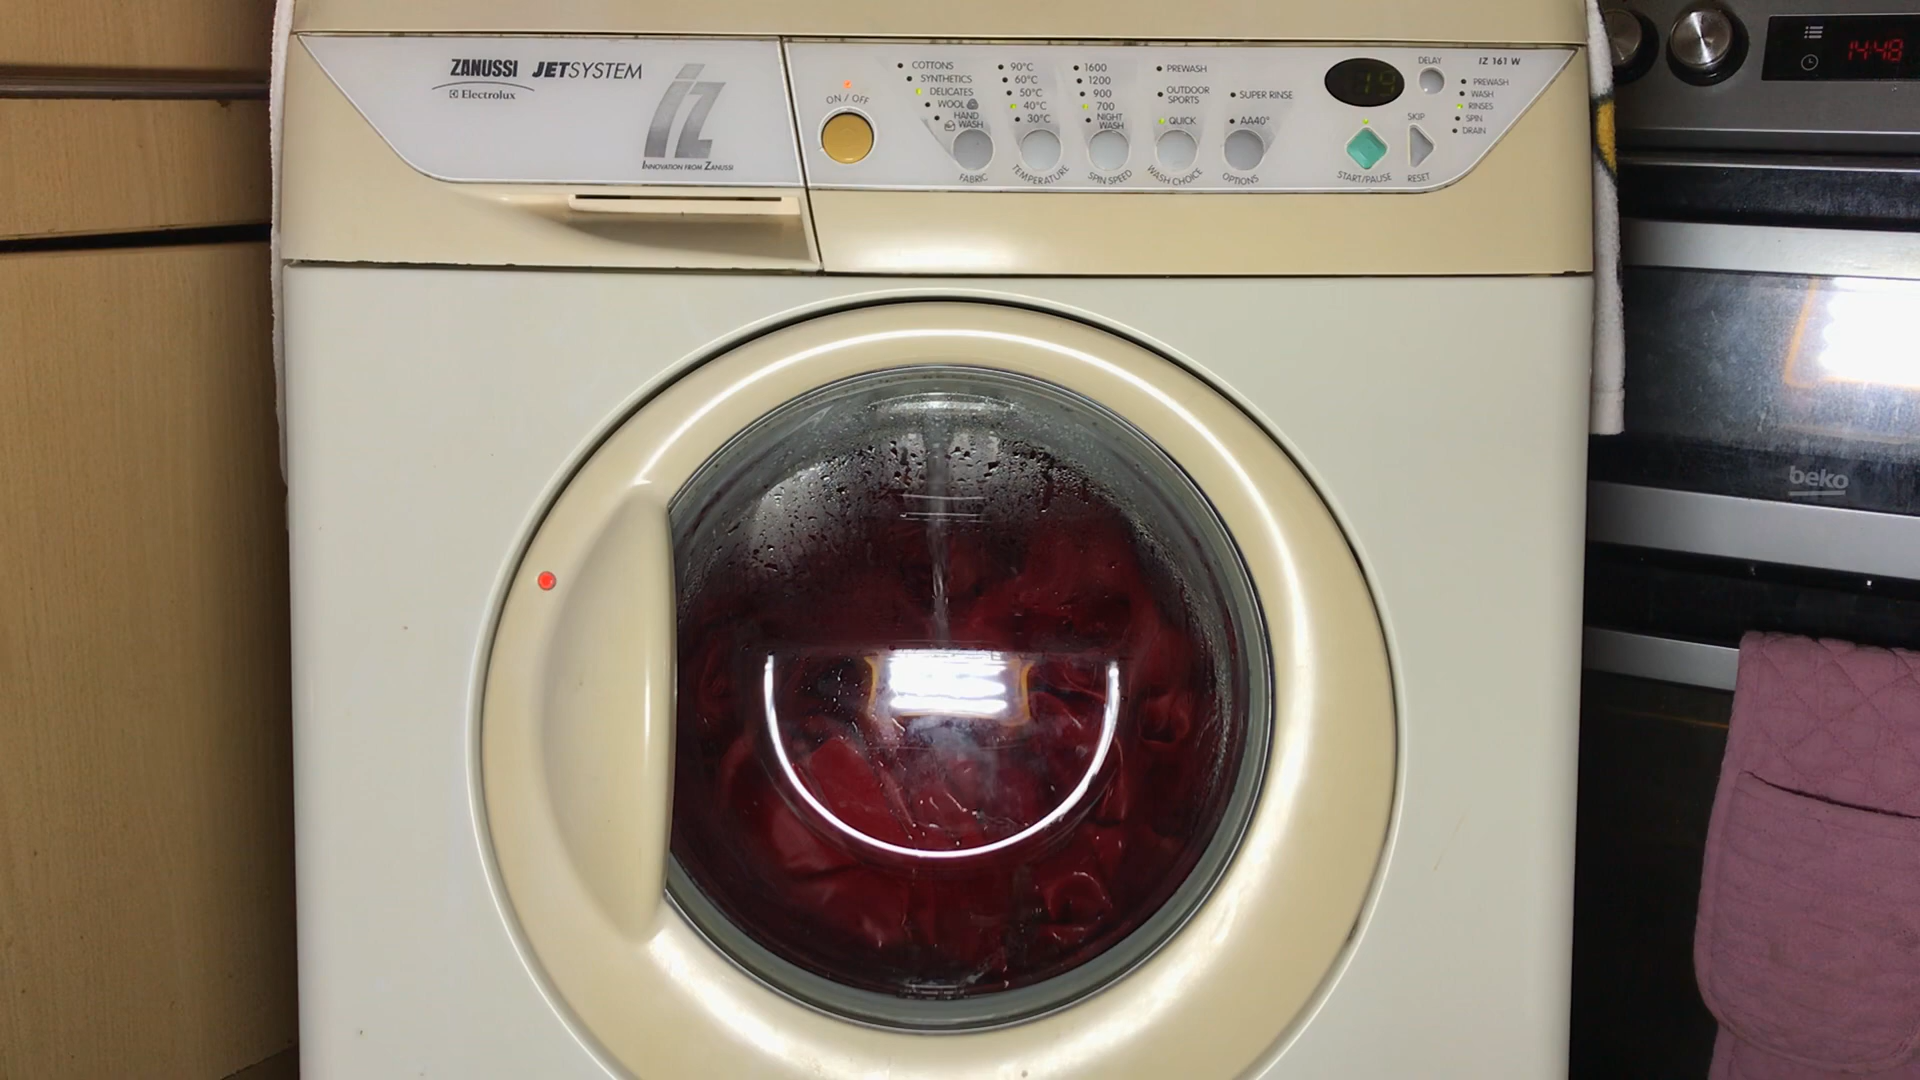 ZANUSSI JETSYSTEM
Electrolux
iz
INNOVATION FROM ZANUSSI
ON / OFF
COTTONS
SYNTHETICS
DELICATES
WOOL
HAND
WASH
FABRIC
90°C
60°C
50°C
40°C
30°C
TEMPERATURE
1600
1200
900
700
NIGHT
WASH
SPIN SPEED
PREWASH
OUTDOOR
SPORTS
QUICK
WASH CHOICE
SUPER RINSE
AA40°
OPTIONS
19
START/PAUSE
DELAY
SKIP
RESET
IZ 161 W
PREWASH
WASH
RINSES
SPIN
DRAIN
14:48
beko